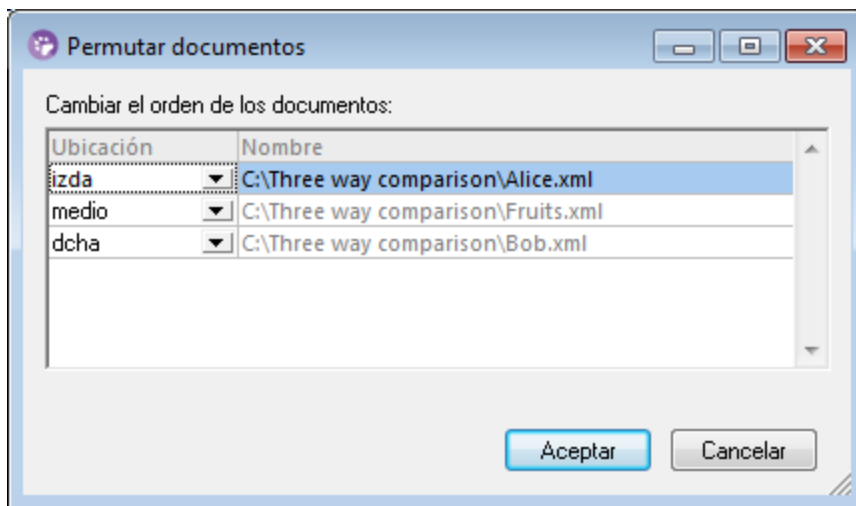 Permutar documentos
Cambiar el orden de los documentos:
Ubicación Nombre
izda C:\Three way comparison\Alice.xml
medio C:\Three way comparison\Fruits.xml
dcha C:\Three way comparison\Bob.xml
Aceptar Cancelar